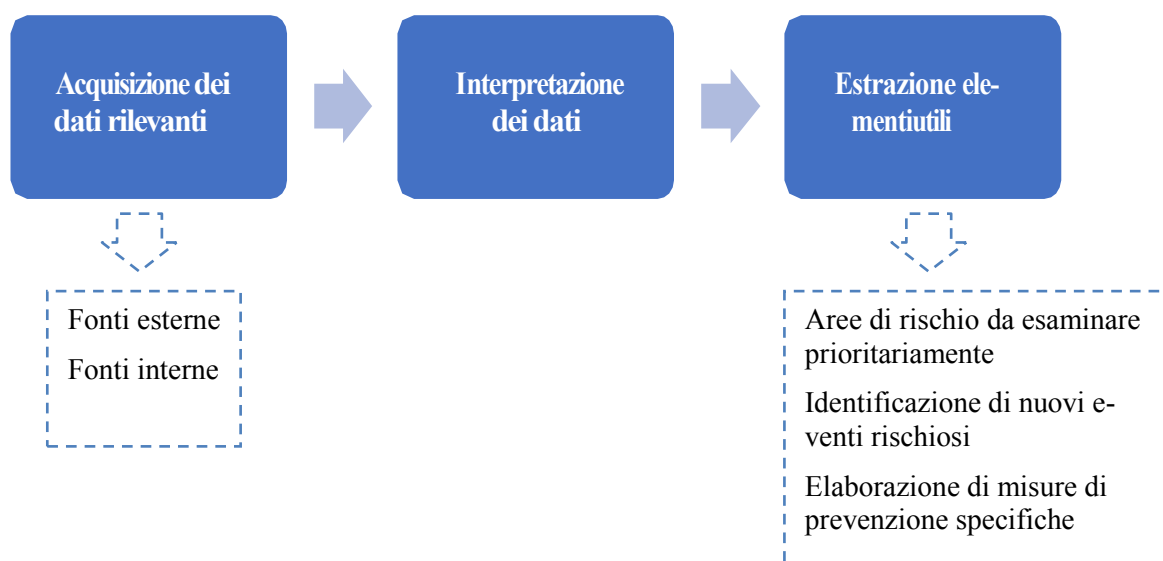 Acquisizione dei
dati rilevanti
Interpretazione
dei dati
Estrazione ele-
mentiutili
Fonti esterne
Fonti interne
Aree di rischio da esaminare
prioritariamente
Identificazione di nuovi e-
venti rischiosi
Elaborazione di misure di
prevenzione specifiche